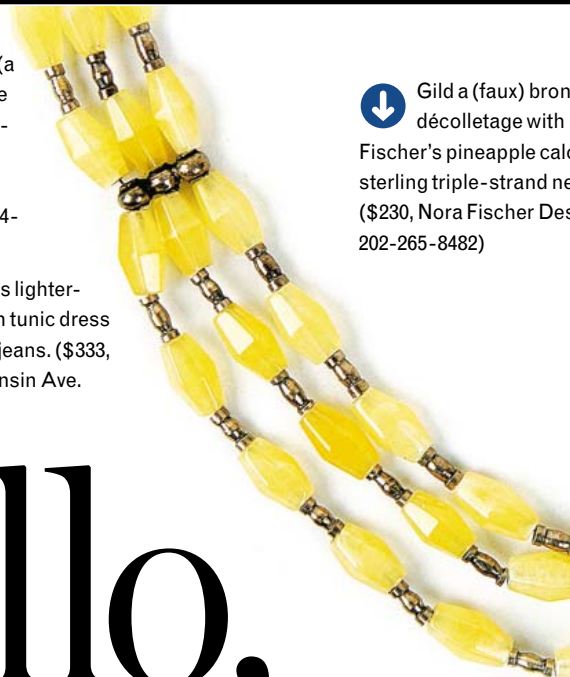 (a
e
-
4-
s lighter-
n tunic dress
jeans. ($333,
nsin Ave.
Gild a (faux) bron
décolletage with
Fischer's pineapple calc
sterling triple-strand ne
($230, Nora Fischer Des
202-265-8482)
llo,